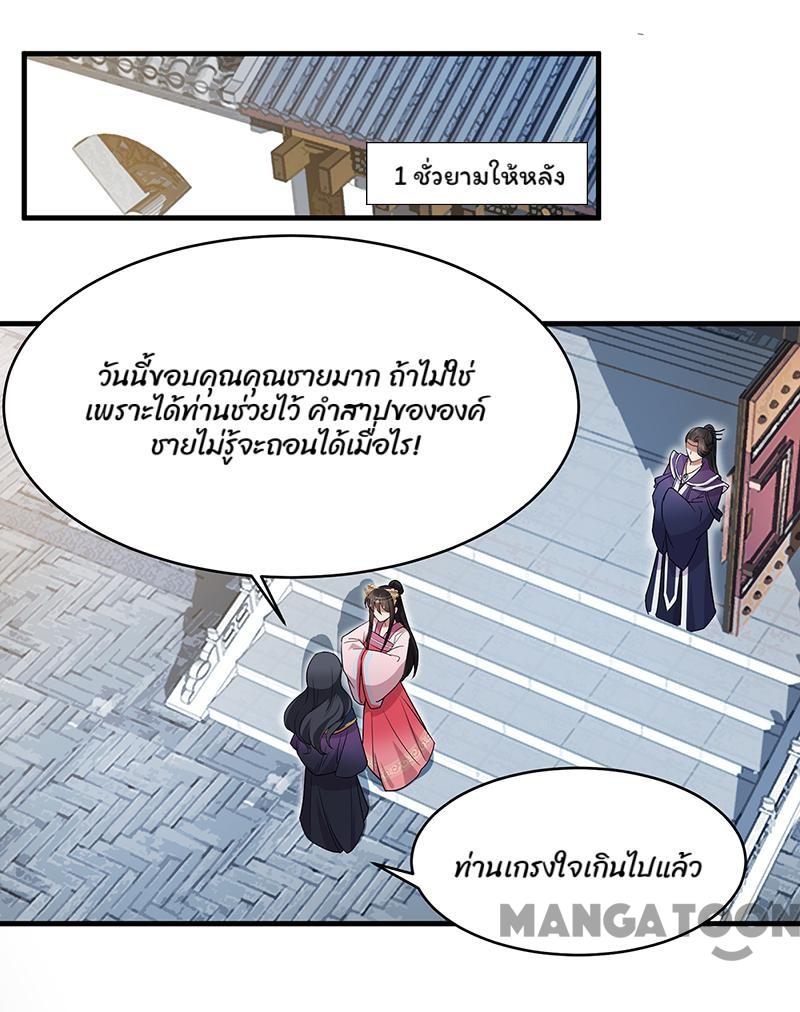 1 ชั่วยามให้หลัง
วันนี้ขอบคุณคุณชายมาก ถ้าไม่ใช่
เพราะได้ท่านช่วยไว้ คำสาปขององค์
ชายไม่รู้จะถอนได้เมื่อไร!
ท่านเกรงใจเกินไปแล้ว
MANGATOON